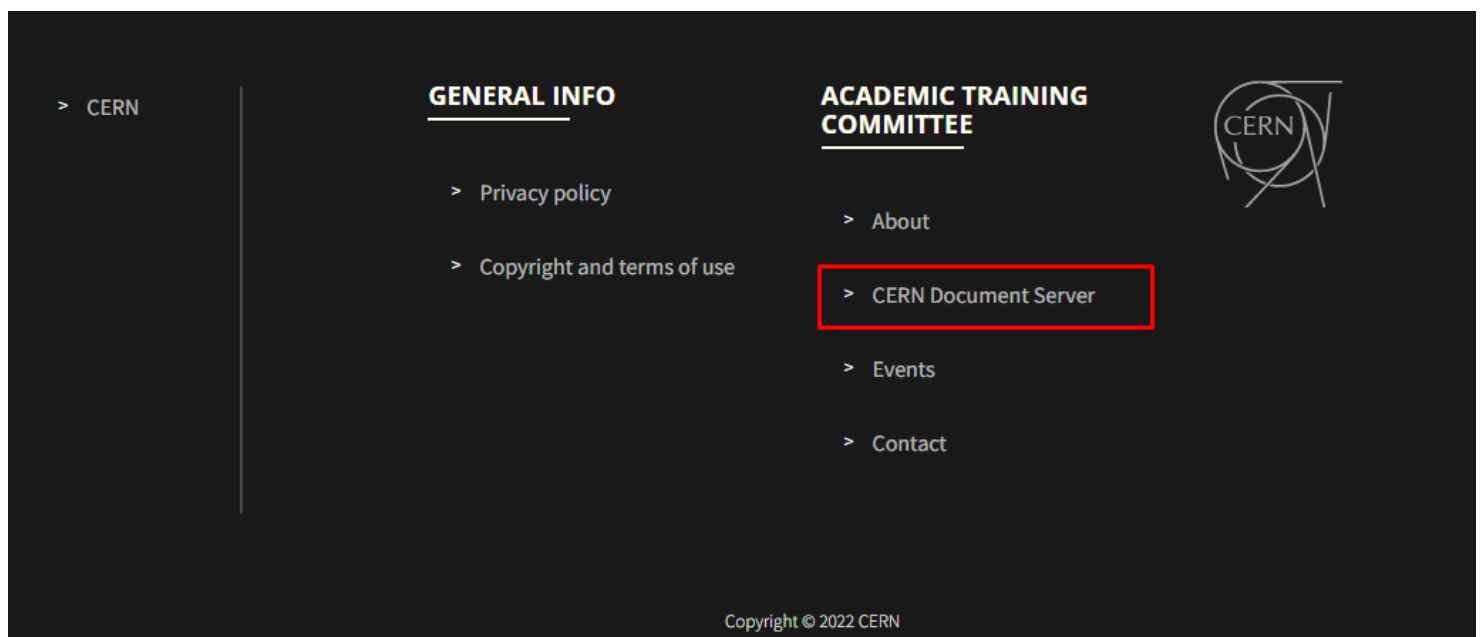 > CERN
GENERAL INFO
> Privacy policy
> Copyright and terms of use
ACADEMIC TRAINING
COMMITTEE
> About
> CERN Document Server
> Events
> Contact
CERN
Copyright © 2022 CERN